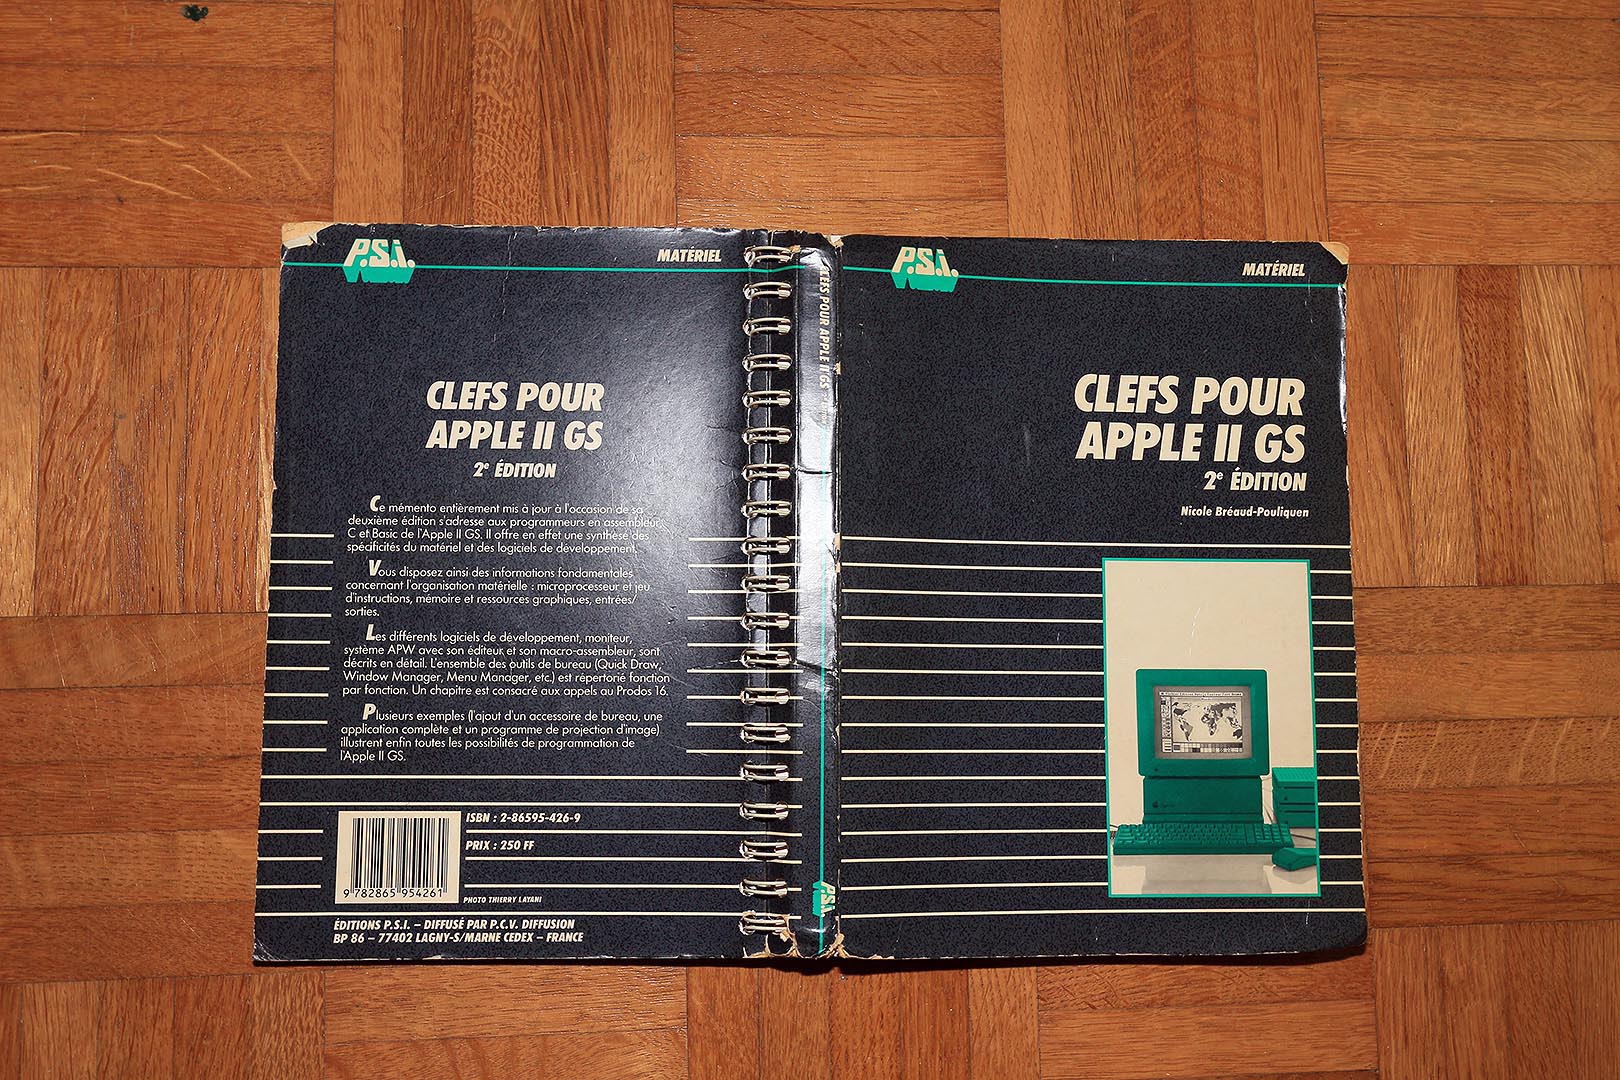 P.S.I.
MATÉRIEL
CLEFS POUR
APPLE II GS
2e ÉDITION
Ce mémento entièrement mis à jour à l'occasion de sa
deuxième édition s'adresse aux programmeurs en assembleur,
C et Basic de l'Apple II GS. Il offre en effet une synthèse des
spécificités du matériel et des logiciels de développement.
Vous disposez ainsi des informations fondamentales
concernant l'organisation matérielle : microprocesseur et jeu
d'instructions, mémoire et ressources graphiques, entrées/
sorties.
Les différents logiciels de développement, moniteur,
système APW avec son éditeur et son macro-assembleur, sont
décrits en détail. L'ensemble des outils de bureau (Quick Draw,
Window Manager, Menu Manager, etc.) est répertorié fonction
par fonction. Un chapitre est consacré aux appels au Prodos 16.
Plusieurs exemples (l'ajout d'un accessoire de bureau, une
application complète et un programme de projection d'image)
illustrent enfin toutes les possibilités de programmation de
l'Apple II GS.
ISBN : 2-86595-426-9
PRIX : 250 FF
9 782865 954261
PHOTO THIERRY LAYANI
ÉDITIONS P.S.I. – DIFFUSÉ PAR P.C.V. DIFFUSION
BP 86 – 77402 LAGNY-S/MARNE CEDEX – FRANCE
CLEFS POUR APPLE II GS
P.S.I.
P.S.I.
MATÉRIEL
CLEFS POUR
APPLE II GS
2e ÉDITION
Nicole Bréaud-Pouliquen